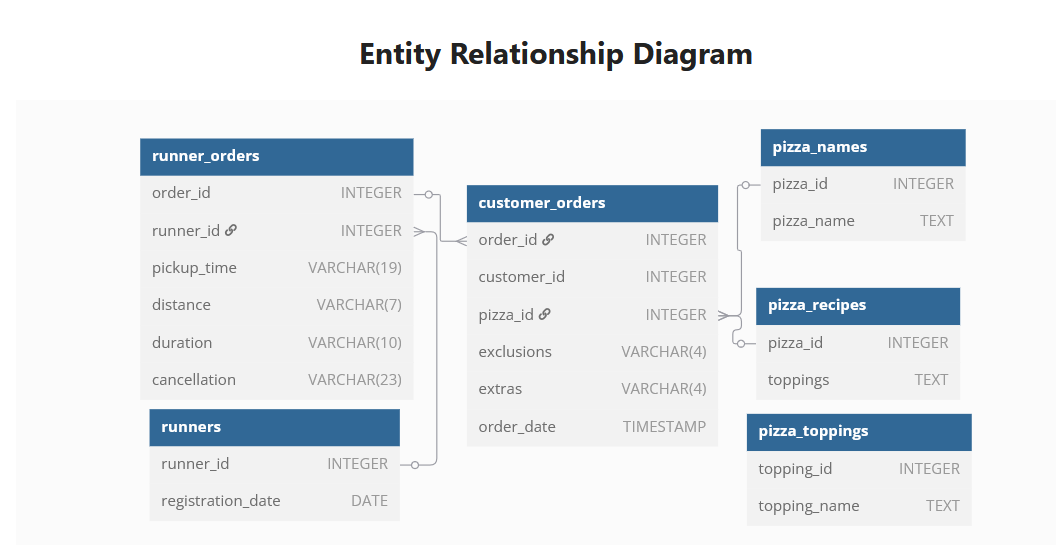 Entity Relationship Diagram
runner_orders
order_id INTEGER
runner_id INTEGER
pickup_time VARCHAR(19)
distance VARCHAR(7)
duration VARCHAR(10)
cancellation VARCHAR(23)
runners
runner_id INTEGER
registration_date DATE
customer_orders
order_id INTEGER
customer_id INTEGER
pizza_id INTEGER
exclusions VARCHAR(4)
extras VARCHAR(4)
order_date TIMESTAMP
pizza_names
pizza_id INTEGER
pizza_name TEXT
pizza_recipes
pizza_id INTEGER
toppings TEXT
pizza_toppings
topping_id INTEGER
topping_name TEXT